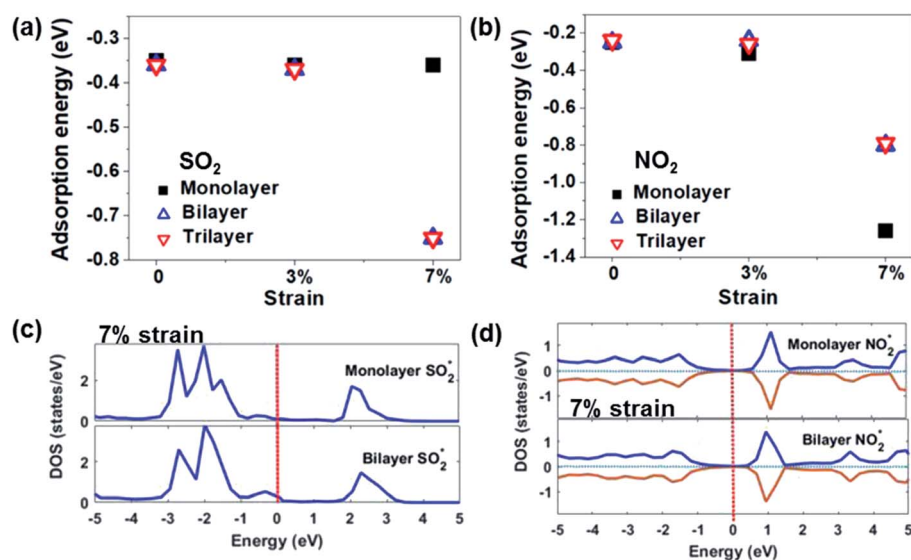 (a)
Adsorption energy (eV)
-0.3
-0.4
-0.5
-0.6
-0.7
-0.8
SO2
Monolayer
Bilayer
Trilayer
0 3% 7%
Strain
(b)
Adsorption energy (eV)
-0.2
-0.4
-0.6
-0.8
-1.0
-1.2
-1.4
NO2
Monolayer
Bilayer
Trilayer
0 3% 7%
Strain
(c)
7% strain
DOS (states/eV)
2
0
Monolayer SO2*
2
0
Bilayer SO2*
-5 -4 -3 -2 -1 0 1 2 3 4 5
Energy (eV)
(d)
DOS (states/eV)
1
0
-1
Monolayer NO2*
7% strain
1
0
-1
Bilayer NO2*
-5 -4 -3 -2 -1 0 1 2 3 4 5
Energy (eV)